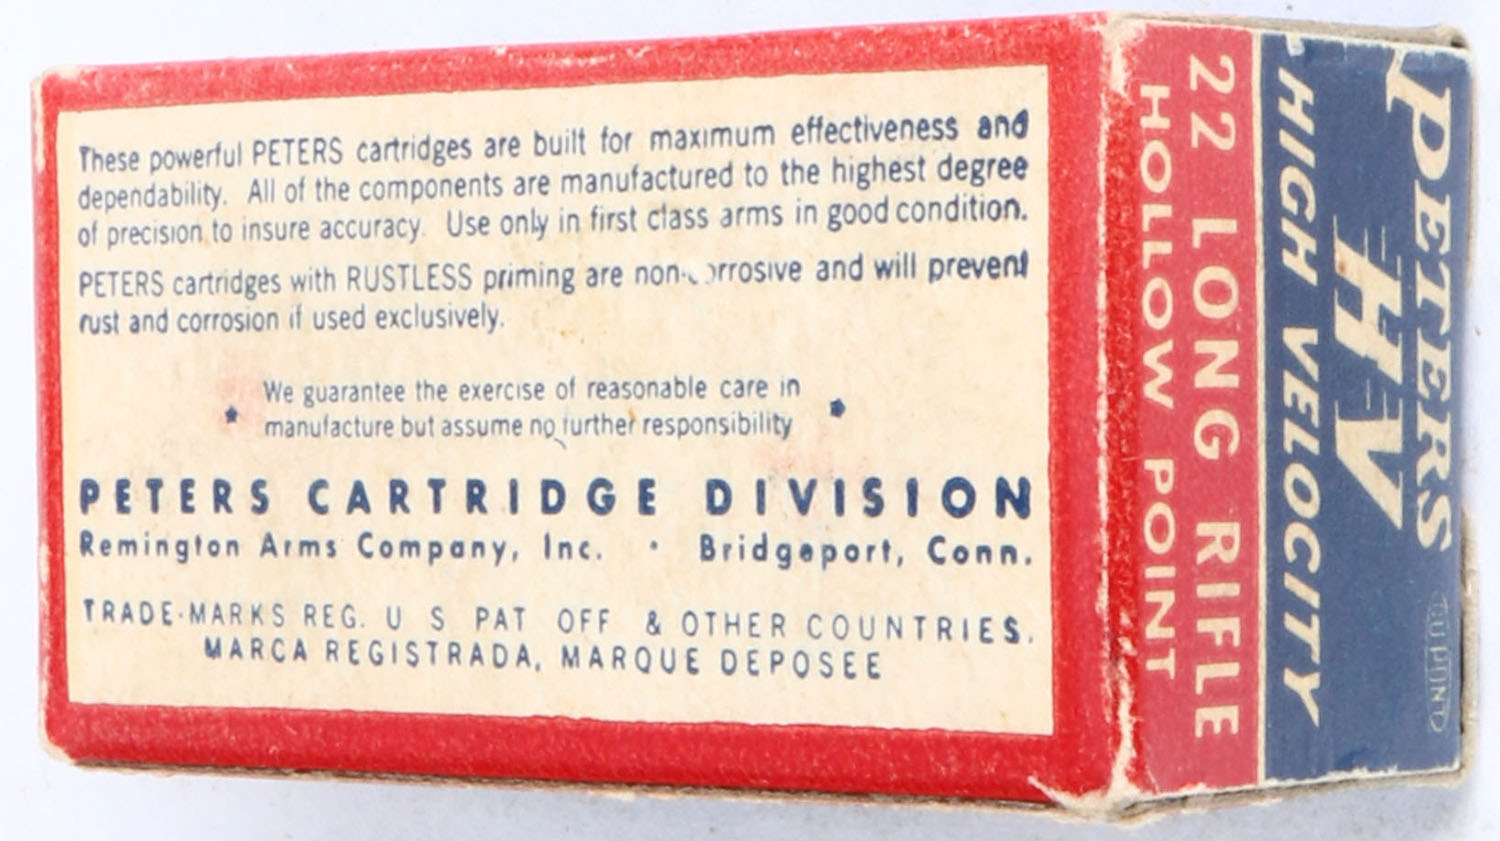 These powerful PETERS cartridges are built for maximum effectiveness and
dependability. All of the components are manufactured to the highest degree
of precision to insure accuracy. Use only in first class arms in good condition.
PETERS cartridges with RUSTLESS priming are non-corrosive and will prevent
rust and corrosion if used exclusively.
We guarantee the exercise of reasonable care in
manufacture but assume no further responsibility
PETERS CARTRIDGE DIVISION
Remington Arms Company, Inc. • Bridgeport, Conn.
TRADE-MARKS REG. U S PAT OFF & OTHER COUNTRIES.
MARCA REGISTRADA, MARQUE DEPOSEE
PETERS
HV
HIGH VELOCITY
22 LONG RIFLE
HOLLOW POINT
DU PONT